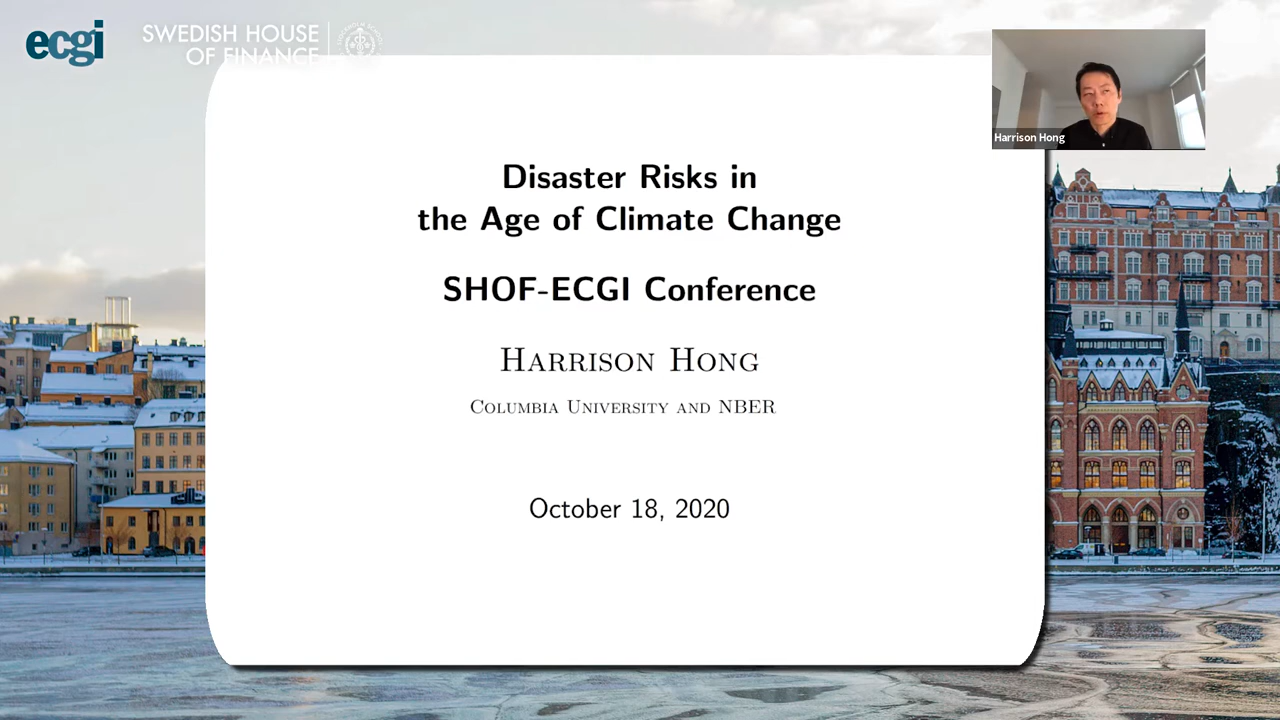 ecgi
SWEDISH HOUSE
OF FINANCE
Harrison Hong
Disaster Risks in
the Age of Climate Change
SHOF-ECGI Conference
HARRISON HONG
COLUMBIA UNIVERSITY AND NBER
October 18, 2020